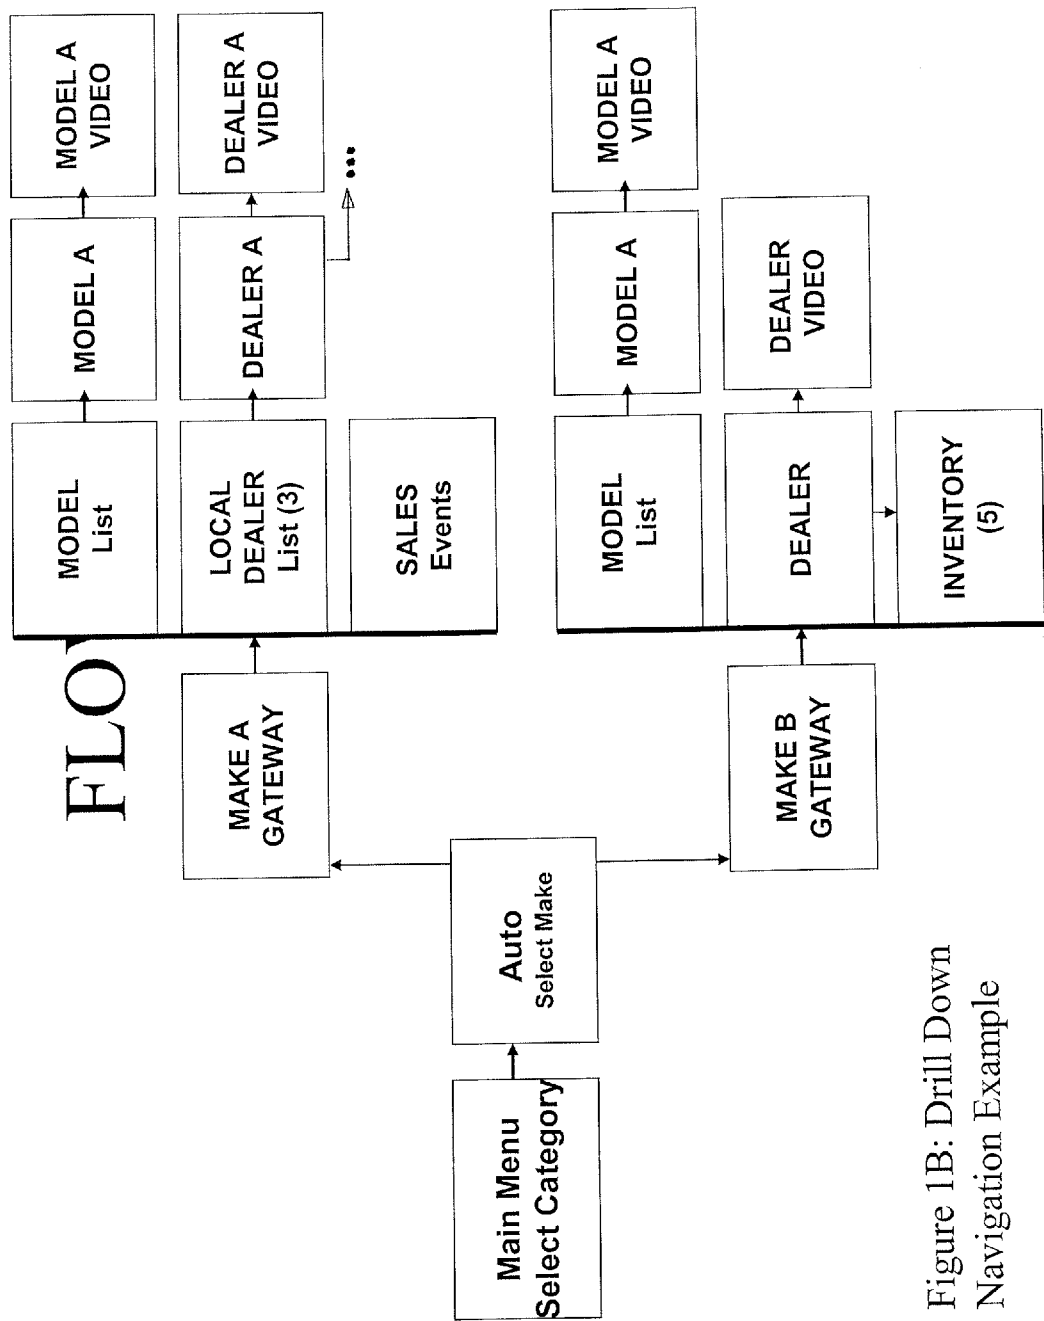 FLO
Main Menu
Select Category
Auto
Select Make
MAKE A
GATEWAY
MODEL
List
MODEL A
MODEL A
VIDEO
LOCAL
DEALER
List (3)
DEALER A
DEALER A
VIDEO
...
SALES
Events
MAKE B
GATEWAY
MODEL
List
MODEL A
MODEL A
VIDEO
DEALER
DEALER
VIDEO
INVENTORY
(5)
Figure 1B: Drill Down
Navigation Example